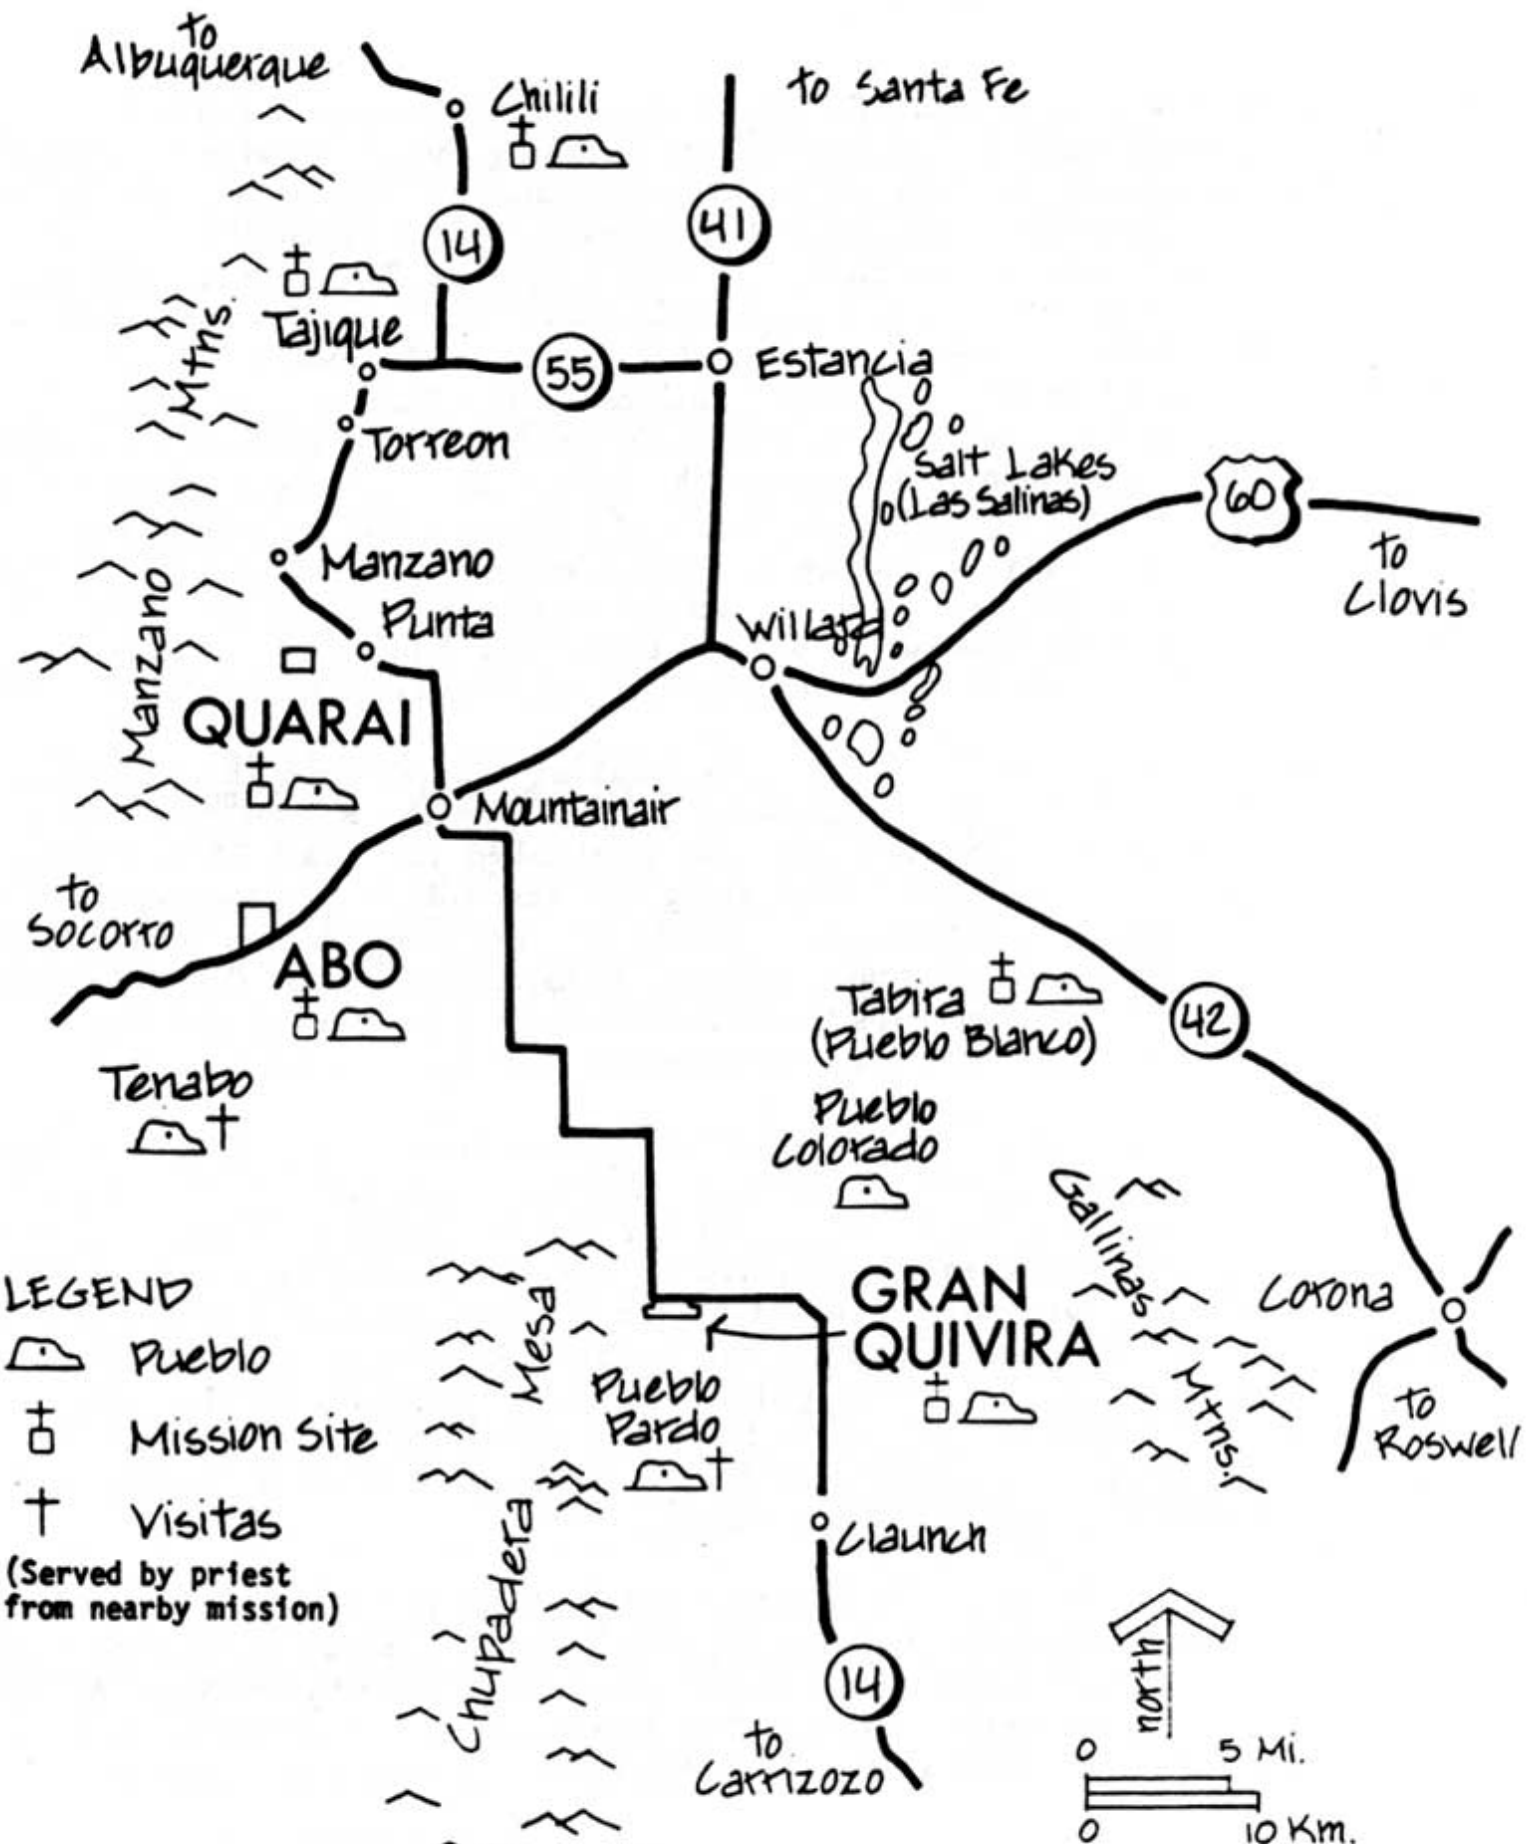 to
Albuquerque
Chilili
to Santa Fe
14
41
Mtns.
Tajique
55
Estancia
Torreon
Salt Lakes
(Las Salinas)
60
to
Clovis
Manzano
Manzano
Punta
Willard
QUARAI
Mountainair
to
Socorro
ABO
Tabira
(Pueblo Blanco)
42
Tenabo
Pueblo
Colorado
Gallinas
Mtns.
LEGEND
Pueblo
Mission Site
Visitas
(Served by priest
from nearby mission)
Mesa
Chupadera
GRAN
QUIVIRA
Corona
Pueblo
Pardo
to
Roswell
Claunch
14
to
Carrizozo
north
0 5 Mi.
0 10 Km.